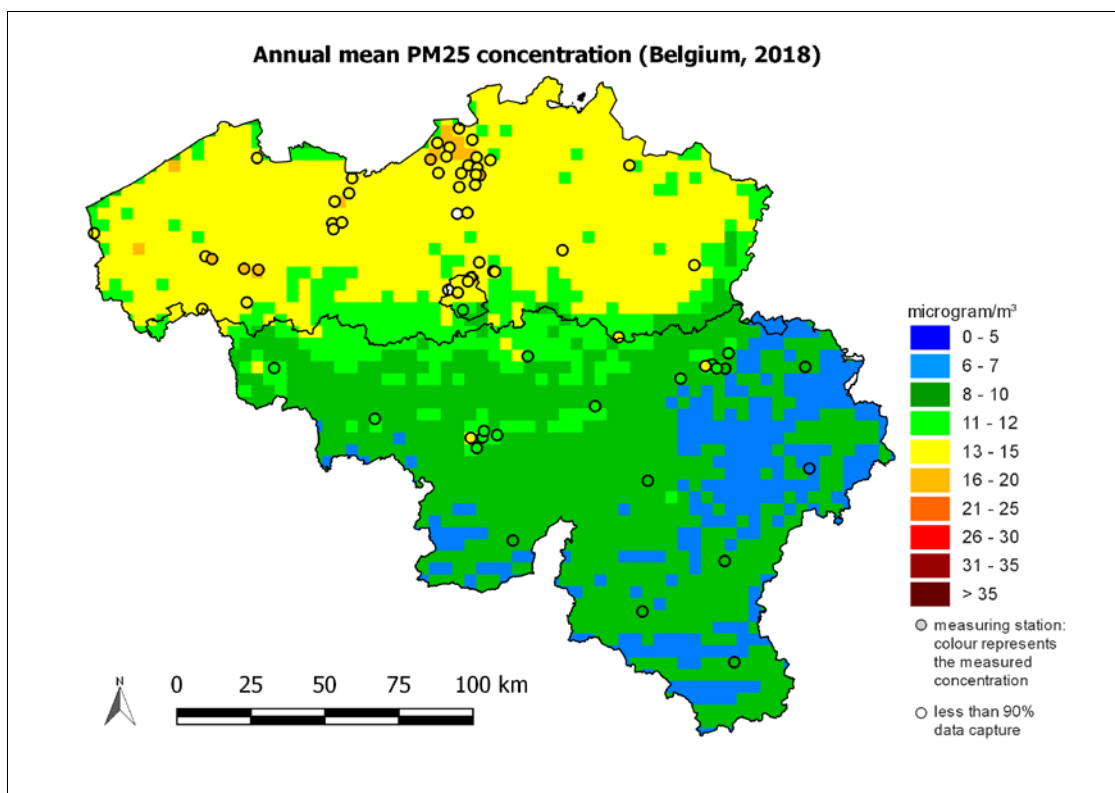 Annual mean PM25 concentration (Belgium, 2018)
microgram/m³
0 - 5
6 - 7
8 - 10
11 - 12
13 - 15
16 - 20
21 - 25
26 - 30
31 - 35
> 35
measuring station:
colour represents
the measured
concentration
less than 90%
data capture
N
0 25 50 75 100 km